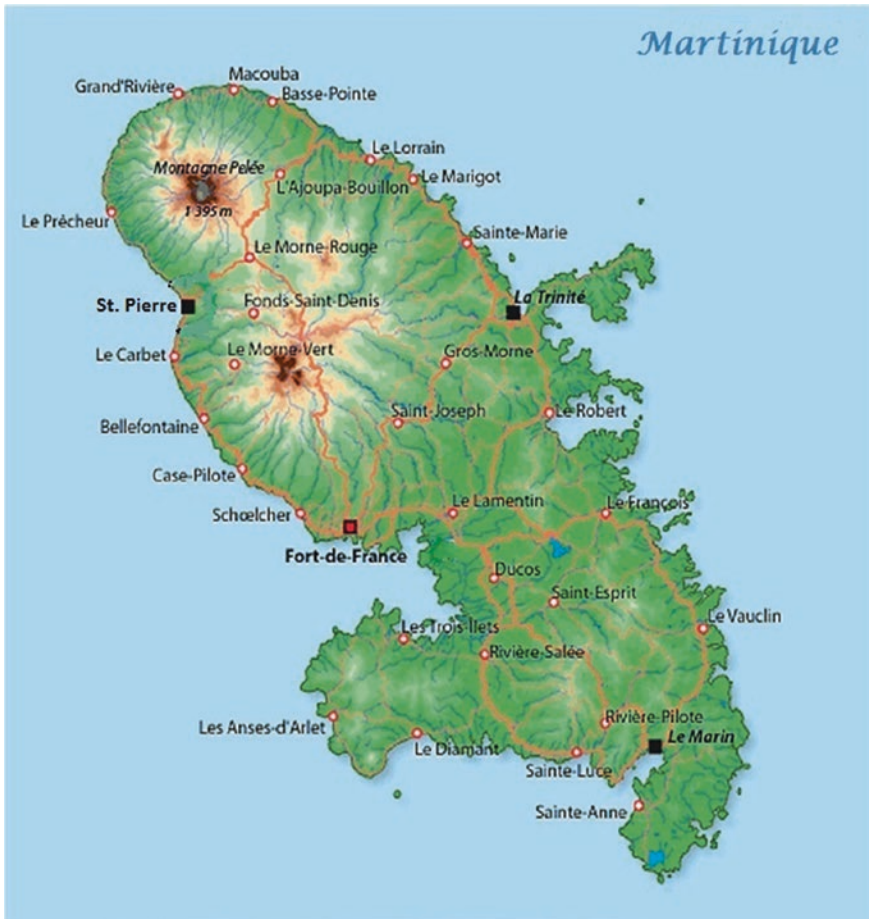 Martinique
Macouba
Grand'Rivière
Basse-Pointe
Le Lorrain
Montagne Pelée
L'Ajoupa-Bouillon
Le Marigot
1 395 m
Le Prêcheur
Sainte-Marie
Le Morne-Rouge
La Trinité
St. Pierre
Fonds-Saint-Denis
Le Carbet
Le Morne-Vert
Gros-Morne
Saint-Joseph
Le Robert
Bellefontaine
Case-Pilote
Le Lamentin
Le François
Schœlcher
Fort-de-France
Ducos
Saint-Esprit
Le Vauclin
Les Trois-Ilets
Rivière-Salée
Les Anses-d'Arlet
Rivière-Pilote
Le Marin
Le Diamant
Sainte-Luce
Sainte-Anne